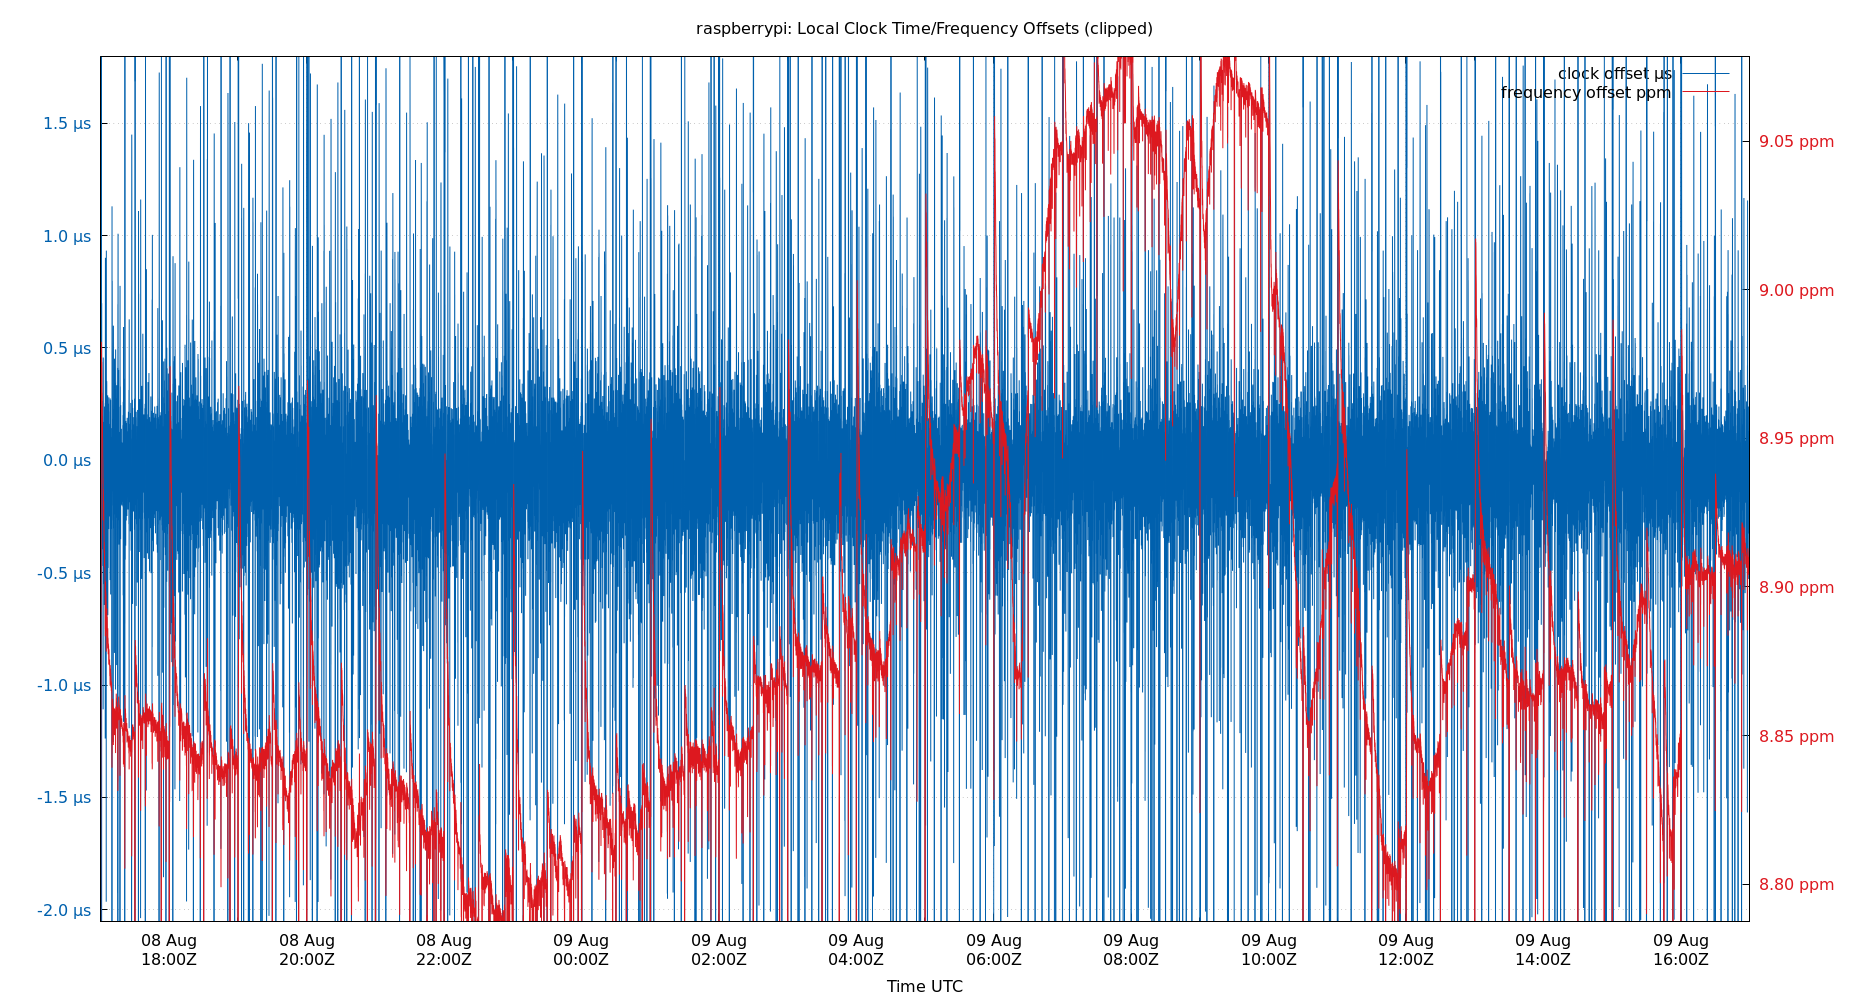 raspberrypi: Local Clock Time/Frequency Offsets (clipped)
clock offset µs
frequency offset ppm
1.5 µs
1.0 µs
0.5 µs
0.0 µs
-0.5 µs
-1.0 µs
-1.5 µs
-2.0 µs
9.05 ppm
9.00 ppm
8.95 ppm
8.90 ppm
8.85 ppm
8.80 ppm
08 Aug 08 Aug 08 Aug 09 Aug 09 Aug 09 Aug 09 Aug 09 Aug 09 Aug 09 Aug 09 Aug 09 Aug
18:00Z 20:00Z 22:00Z 00:00Z 02:00Z 04:00Z 06:00Z 08:00Z 10:00Z 12:00Z 14:00Z 16:00Z
Time UTC